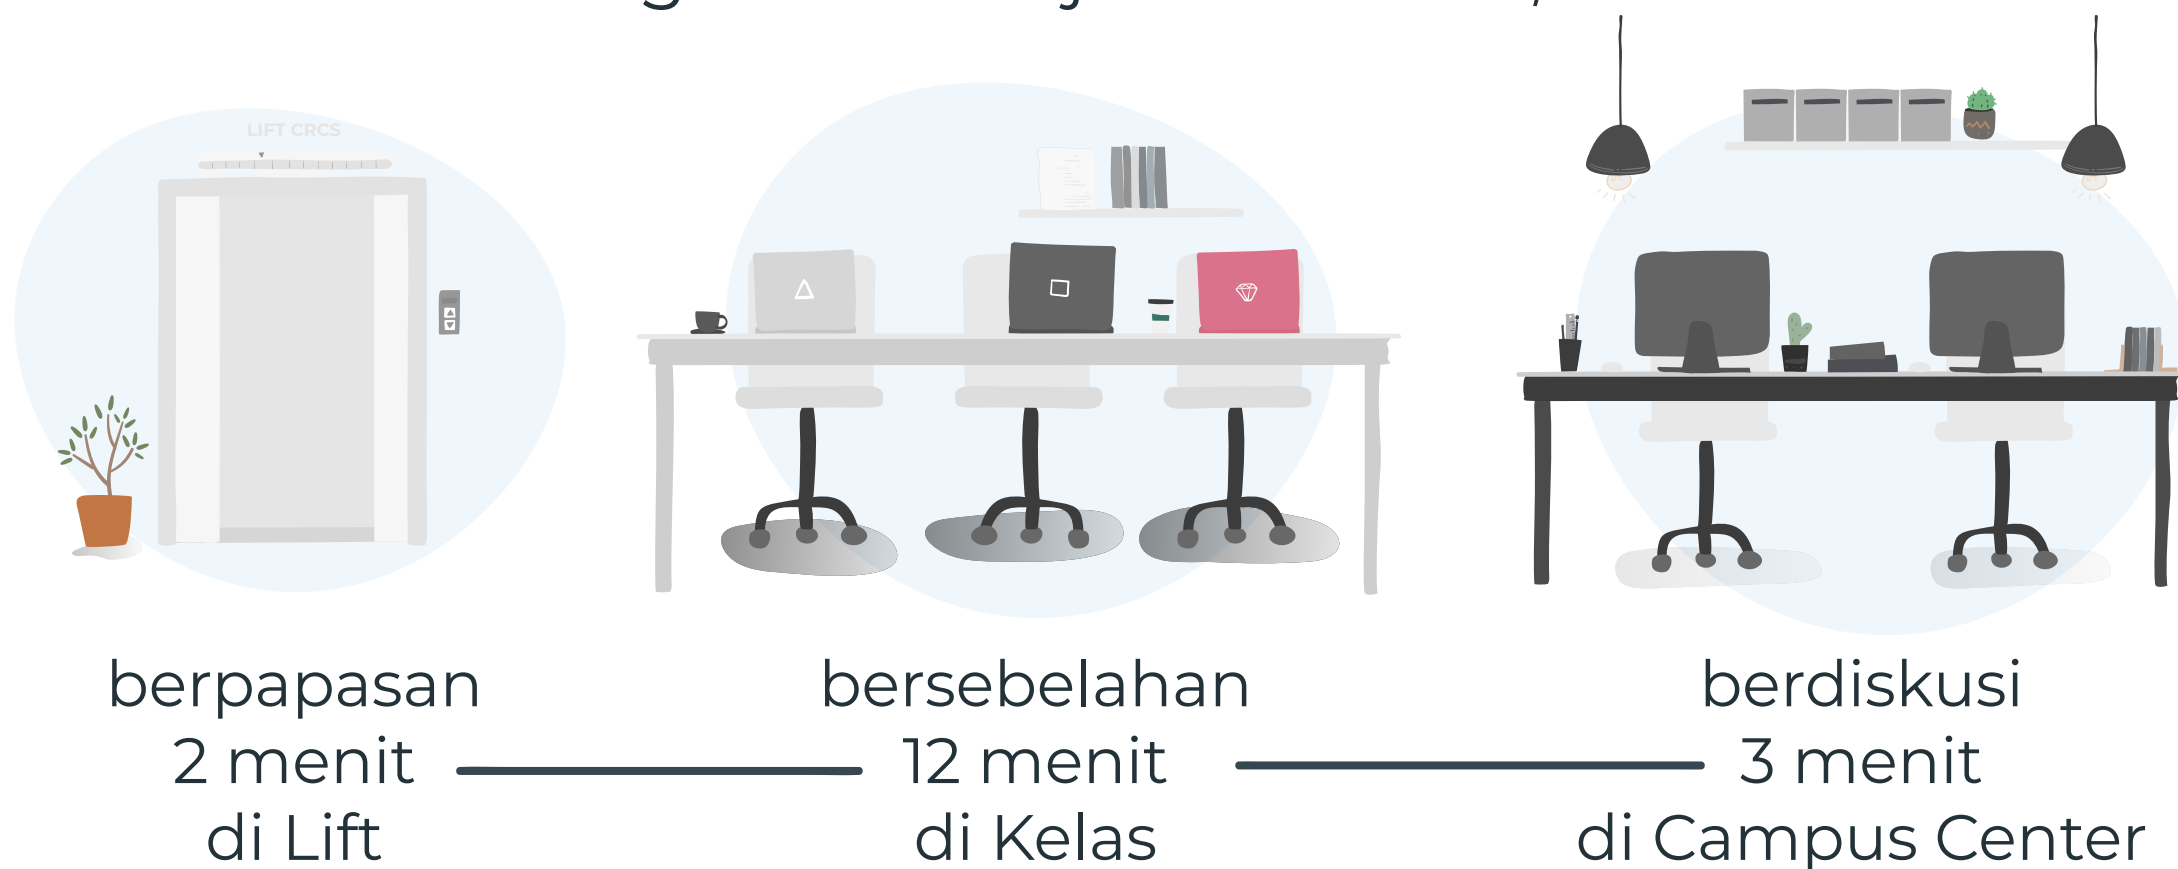 LIFT CRCS
berpapasan
2 menit
di Lift
bersebelahan
12 menit
di Kelas
berdiskusi
3 menit
di Campus Center